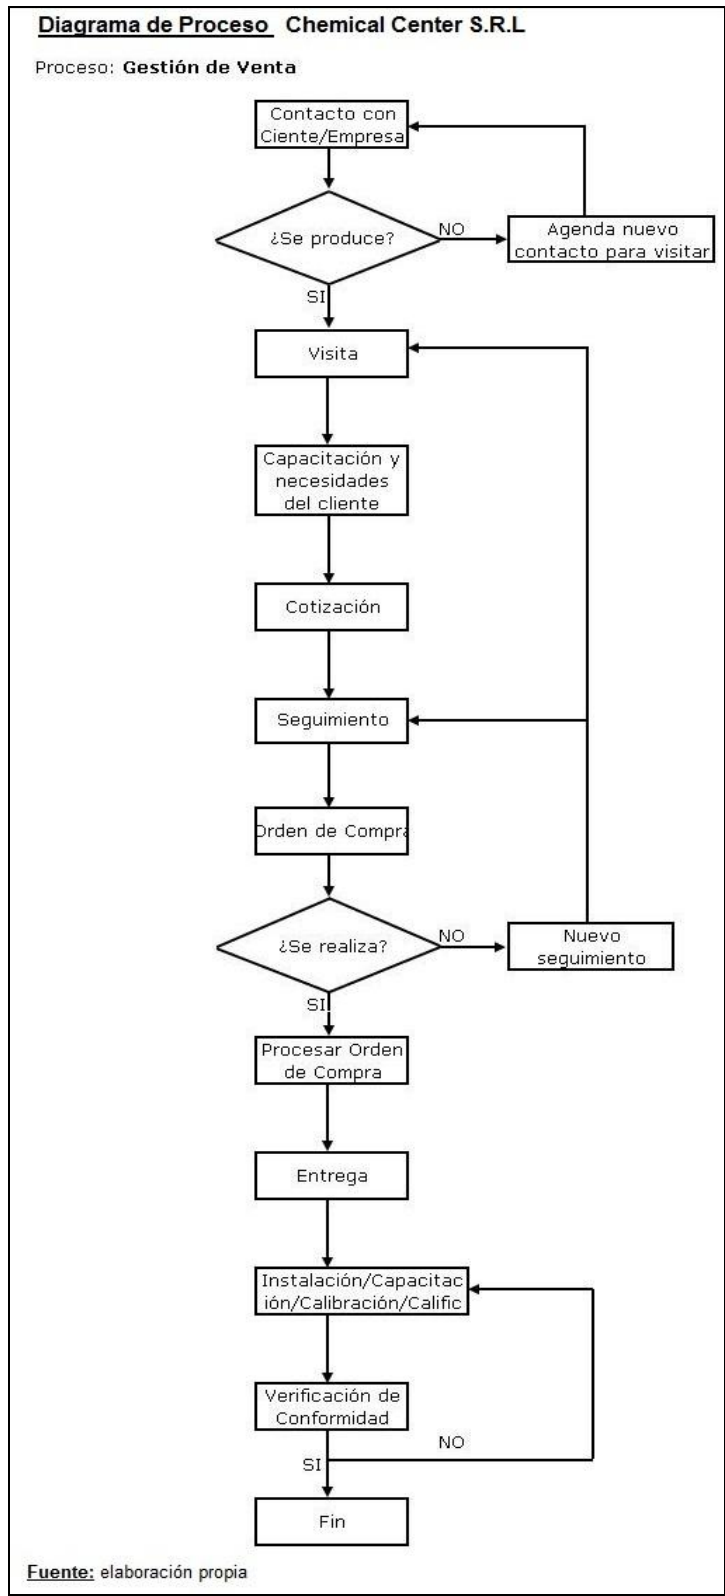 Diagrama de Proceso Chemical Center S.R.L
Proceso: Gestión de Venta
Contacto con
Ciente/Empresa
¿Se produce?
NO
Agenda nuevo
contacto para visitar
SI
Visita
Capacitación y
necesidades
del cliente
Cotización
Seguimiento
Orden de Compra
¿Se realiza?
NO
Nuevo
seguimiento
SI
Procesar Orden
de Compra
Entrega
Instalación/Capacitac
ión/Calibración/Calific
Verificación de
Conformidad
NO
SI
Fin
Fuente: elaboración propia